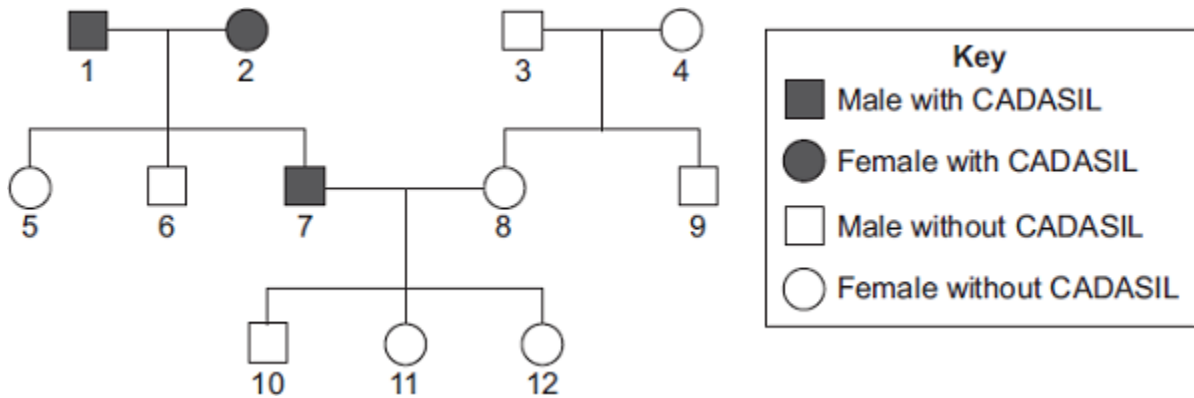 1 2 3 4
5 6 7 8 9
10 11 12
Key
Male with CADASIL
Female with CADASIL
Male without CADASIL
Female without CADASIL